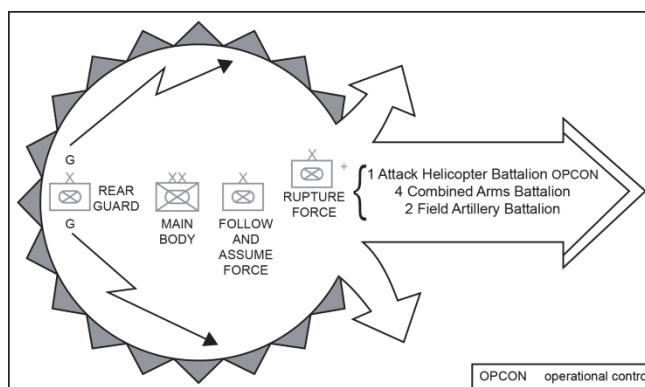 G
X
REAR
GUARD
G
XX
MAIN
BODY
X
FOLLOW
AND
ASSUME
FORCE
X
+
RUPTURE
FORCE
1 Attack Helicopter Battalion OPCON
4 Combined Arms Battalion
2 Field Artillery Battalion
OPCON operational contro